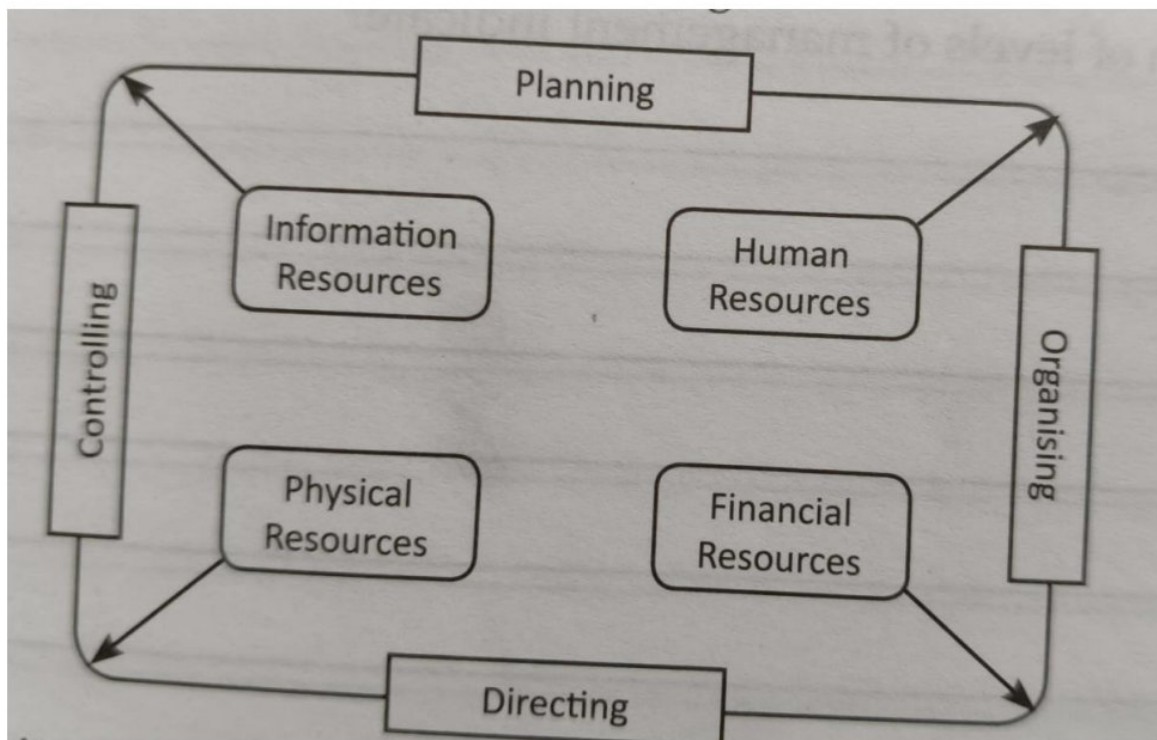 Planning
Information
Resources
Human
Resources
Controlling
Organising
Physical
Resources
Financial
Resources
Directing